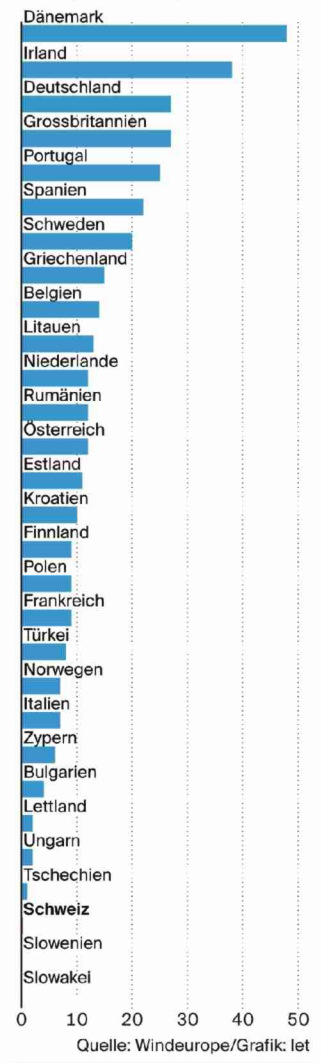 Dänemark
Irland
Deutschland
Grossbritannien
Portugal
Spanien
Schweden
Griechenland
Belgien
Litauen
Niederlande
Rumänien
Österreich
Estland
Kroatien
Finnland
Polen
Frankreich
Türkei
Norwegen
Italien
Zypern
Bulgarien
Lettland
Ungarn
Tschechien
Schweiz
Slowenien
Slowakei
0 10 20 30 40 50
Quelle: Windeurope/Grafik: let